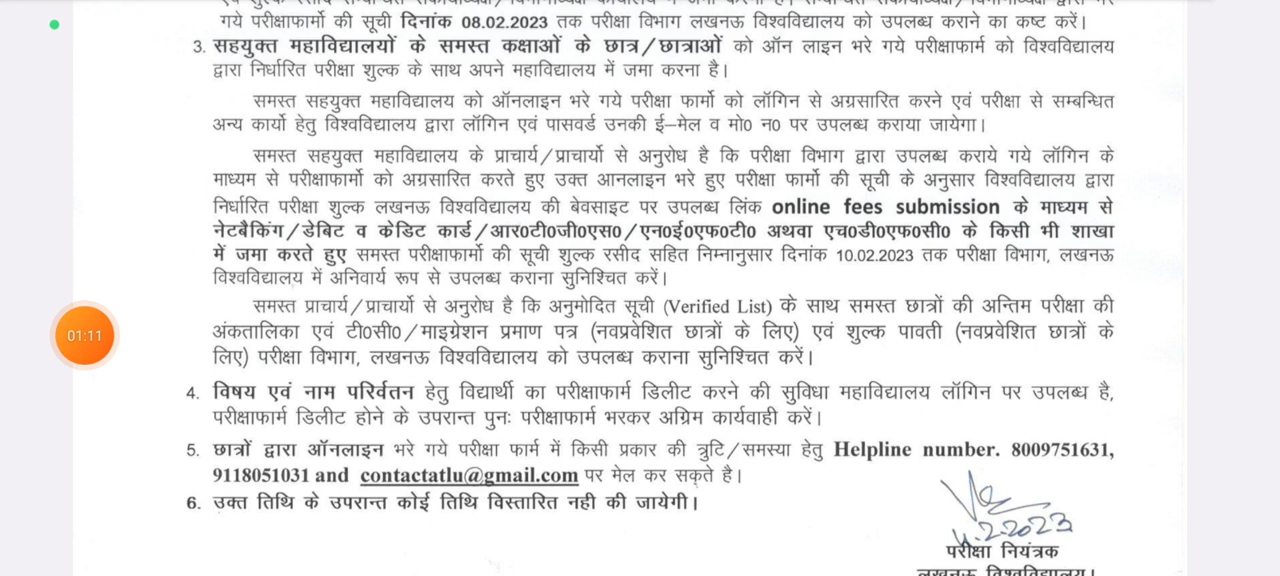 गये परीक्षाफार्मो की सूची दिनांक 08.02.2023 तक परीक्षा विभाग लखनऊ विश्वविद्यालय को उपलब्ध कराने का कष्ट करें।
3. सहयुक्त महाविद्यालयों के समस्त कक्षाओं के छात्र/छात्राओं को ऑन लाइन भरे गये परीक्षाफार्म को विश्वविद्यालय
द्वारा निर्धारित परीक्षा शुल्क के साथ अपने महाविद्यालय में जमा करना है।
समस्त सहयुक्त महाविद्यालय को ऑनलाइन भरे गये परीक्षा फार्मो को लॉगिन से अग्रसारित करने एवं परीक्षा से सम्बन्धित
अन्य कार्यो हेतु विश्वविद्यालय द्वारा लॉगिन एवं पासवर्ड उनकी ई–मेल व मो0 न0 पर उपलब्ध कराया जायेगा।
समस्त सहयुक्त महाविद्यालय के प्राचार्य/प्राचार्यो से अनुरोध है कि परीक्षा विभाग द्वारा उपलब्ध कराये गये लॉगिन के
माध्यम से परीक्षाफार्मो को अग्रसारित करते हुए उक्त आनलाइन भरे हुए परीक्षा फार्मो की सूची के अनुसार विश्वविद्यालय द्वारा
निर्धारित परीक्षा शुल्क लखनऊ विश्वविद्यालय की बेवसाइट पर उपलब्ध लिंक online fees submission के माध्यम से
नेटबैकिंग/डेबिट व केडिट कार्ड/आर0टी0जी0एस0/एन0ई0एफ0टी0 अथवा एच0डी0एफ0सी0 के किसी भी शाखा
में जमा करते हुए समस्त परीक्षाफार्मो की सूची शुल्क रसीद सहित निम्नानुसार दिनांक 10.02.2023 तक परीक्षा विभाग, लखनऊ
विश्वविद्यालय में अनिवार्य रूप से उपलब्ध कराना सुनिश्चित करें।
समस्त प्राचार्य/प्राचार्यो से अनुरोध है कि अनुमोदित सूची (Verified List) के साथ समस्त छात्रों की अन्तिम परीक्षा की
अंकतालिका एवं टी0सी0/माइग्रेशन प्रमाण पत्र (नवप्रवेशित छात्रों के लिए) एवं शुल्क पावती (नवप्रवेशित छात्रों के
लिए) परीक्षा विभाग, लखनऊ विश्वविद्यालय को उपलब्ध कराना सुनिश्चित करें।
4. विषय एवं नाम परिर्वतन हेतु विद्यार्थी का परीक्षाफार्म डिलीट करने की सुविधा महाविद्यालय लॉगिन पर उपलब्ध है,
परीक्षाफार्म डिलीट होने के उपरान्त पुनः परीक्षाफार्म भरकर अग्रिम कार्यवाही करें।
5. छात्रों द्वारा ऑनलाइन भरे गये परीक्षा फार्म में किसी प्रकार की त्रुटि/समस्या हेतु Helpline number. 8009751631,
9118051031 and contactatlu@gmail.com पर मेल कर सकते है।
6. उक्त तिथि के उपरान्त कोई तिथि विस्तारित नही की जायेगी।
01:11
4.2.2023
परीक्षा नियंत्रक
लखनऊ विश्वविद्यालय।